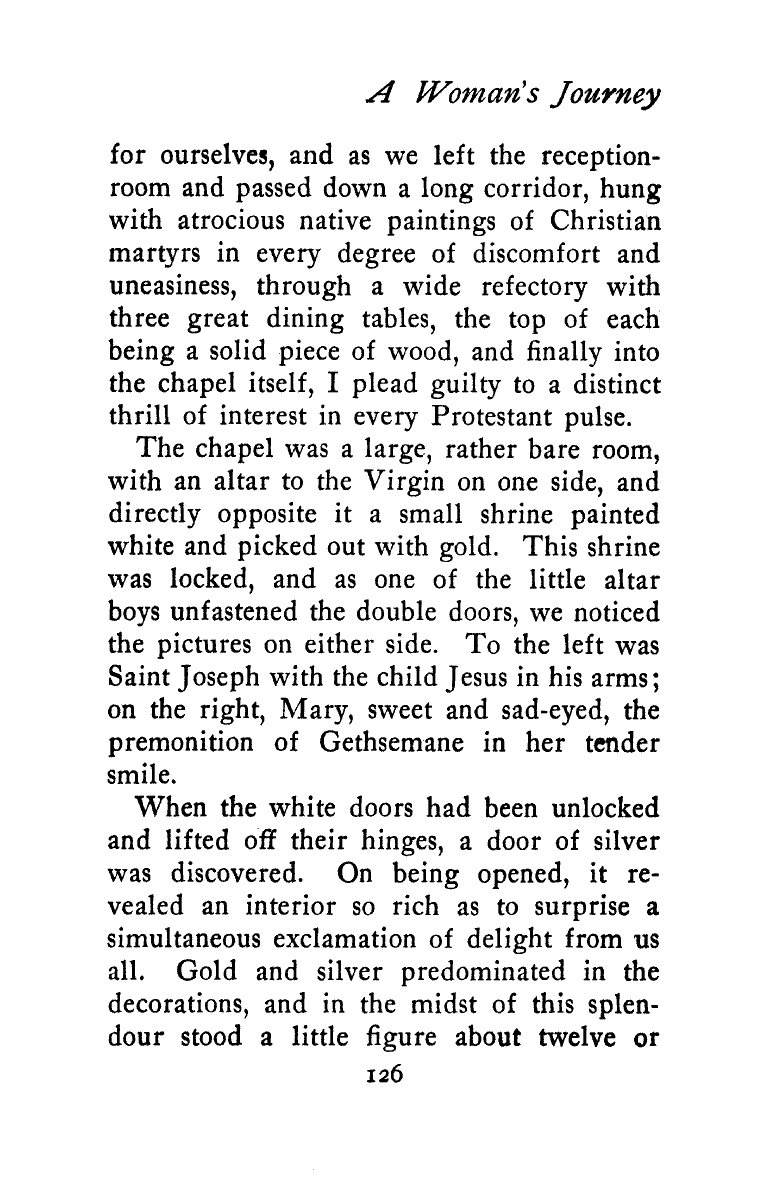 A Woman's Journey
for ourselves, and as we left the reception-
room and passed down a long corridor, hung
with atrocious native paintings of Christian
martyrs in every degree of discomfort and
uneasiness, through a wide refectory with
three great dining tables, the top of each
being a solid piece of wood, and finally into
the chapel itself, I plead guilty to a distinct
thrill of interest in every Protestant pulse.
The chapel was a large, rather bare room,
with an altar to the Virgin on one side, and
directly opposite it a small shrine painted
white and picked out with gold. This shrine
was locked, and as one of the little altar
boys unfastened the double doors, we noticed
the pictures on either side. To the left was
Saint Joseph with the child Jesus in his arms;
on the right, Mary, sweet and sad-eyed, the
premonition of Gethsemane in her tender
smile.
When the white doors had been unlocked
and lifted off their hinges, a door of silver
was discovered. On being opened, it re-
vealed an interior so rich as to surprise a
simultaneous exclamation of delight from us
all. Gold and silver predominated in the
decorations, and in the midst of this splen-
dour stood a little figure about twelve or
126